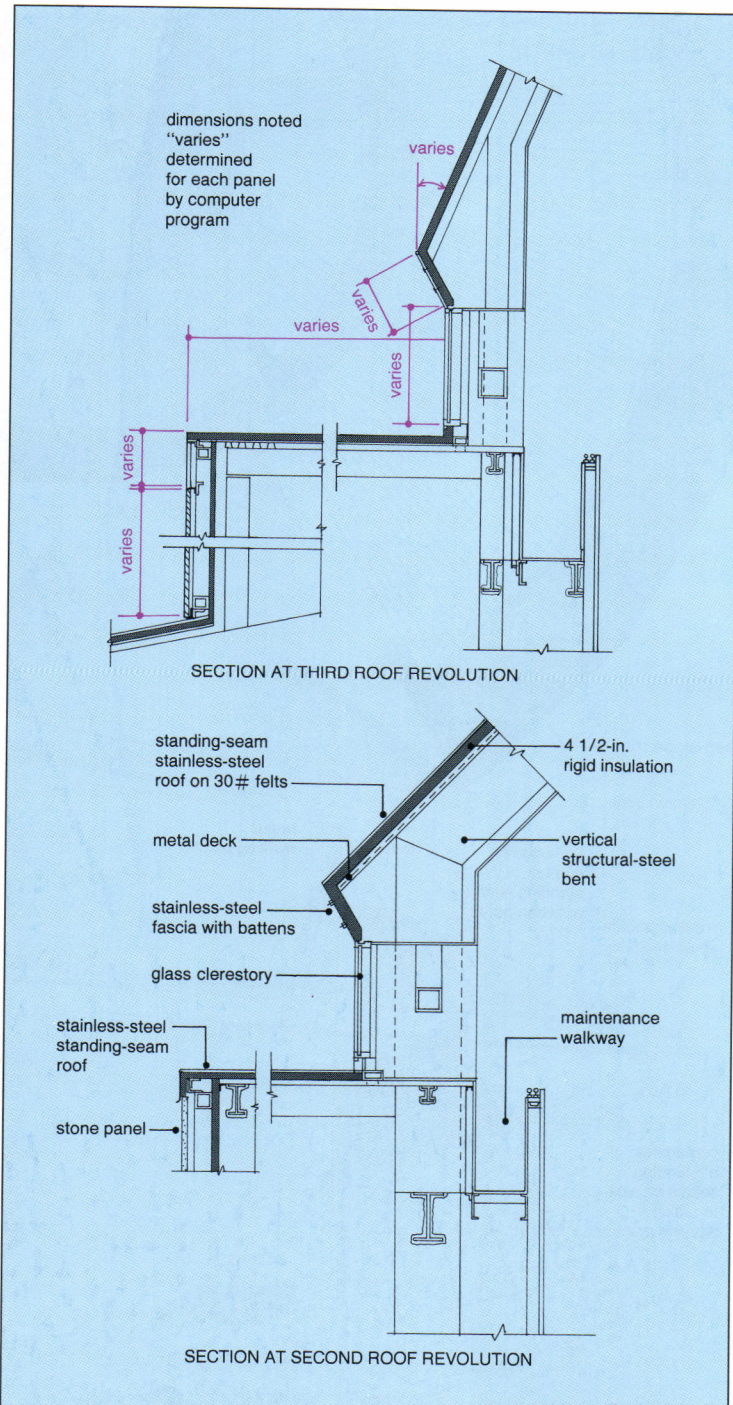 dimensions noted
“varies”
determined
for each panel
by computer
program
varies
varies
varies
varies
varies
varies
SECTION AT THIRD ROOF REVOLUTION
standing-seam
stainless-steel
roof on 30# felts
4 1/2-in.
rigid insulation
metal deck
vertical
structural-steel
bent
stainless-steel
fascia with battens
glass clerestory
maintenance
walkway
stainless-steel
standing-seam
roof
stone panel
SECTION AT SECOND ROOF REVOLUTION